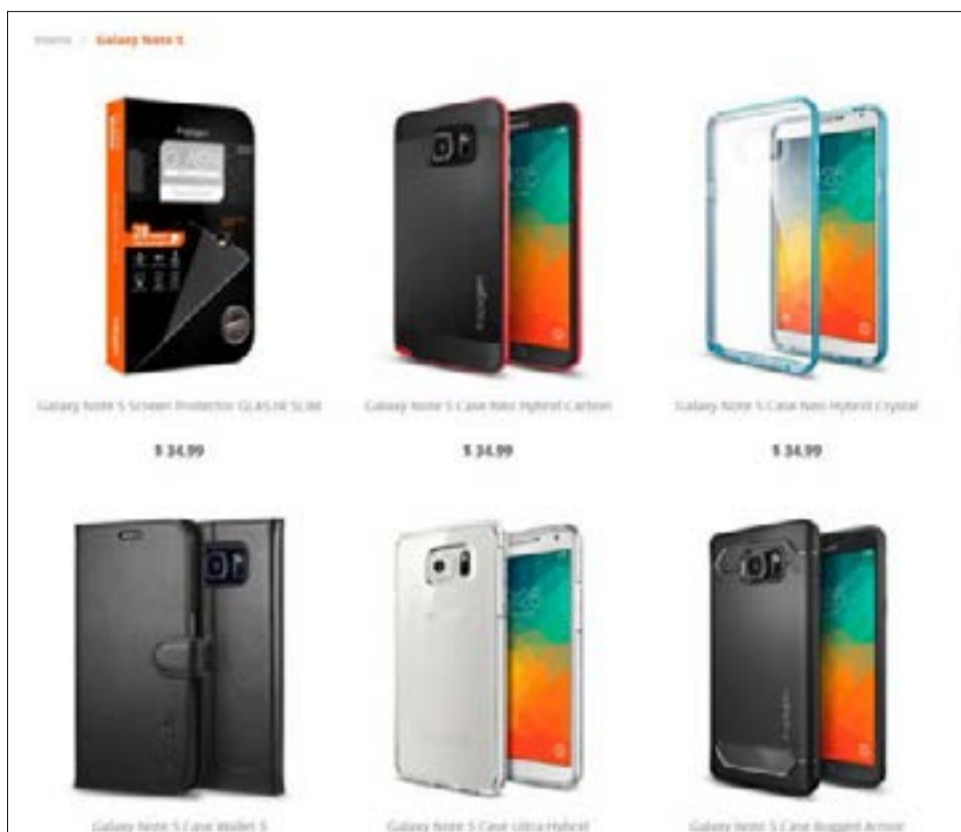 Home / Galaxy Note 5
Spigen
Galaxy Note 5 Screen Protector GLAS.tR SLIM
Galaxy Note 5 Case Neo Hybrid Carbon
Galaxy Note 5 Case Neo Hybrid Crystal
$ 34.99
$ 34.99
$ 34.99
Galaxy Note 5 Case Wallet S
Galaxy Note 5 Case Ultra Hybrid
Galaxy Note 5 Case Rugged Armor